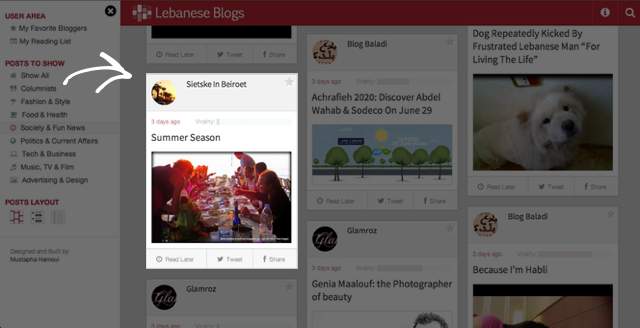 USER AREA
My Favorite Bloggers
My Reading List
POSTS TO SHOW
Show All
Columnists
Fashion & Style
Food & Health
Society & Fun News
Politics & Current Affairs
Tech & Business
Music, TV & Film
Advertising & Design
POSTS LAYOUT
Designed and Built by
Mustapha Hamoui
Lebanese Blogs
Read Later
Tweet
Share
Sietske In Beiroet
3 days ago
Virality:
Summer Season
Read Later
Tweet
Share
Glamroz
Blog Baladi
3 days ago
Virality:
Achrafieh 2020: Discover Abdel
Wahab & Sodeco On June 29
Read Later
Tweet
Share
Glamroz
3 days ago
Virality:
Genia Maalouf: the Photographer
of beauty
Dog Repeatedly Kicked By
Frustrated Lebanese Man “For
Living The Life”
Read Later
Tweet
Share
Blog Baladi
3 days ago
Virality:
Because I'm Habli